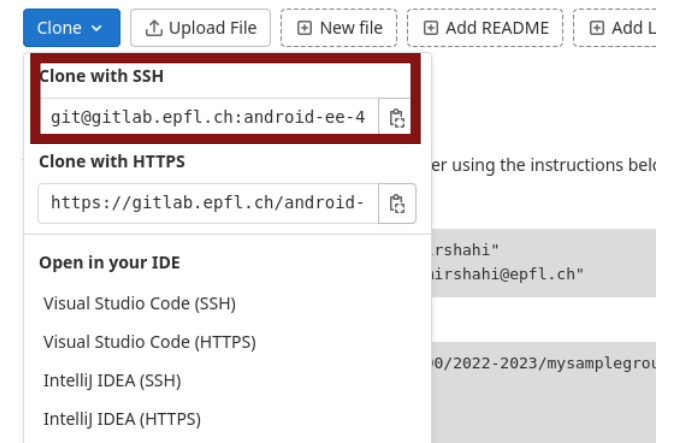 Clone Upload File New file Add README Add L
Clone with SSH
git@gitlab.epfl.ch:android-ee-4
Clone with HTTPS
er using the instructions belo
https://gitlab.epfl.ch/android-
rshahi"
Open in your IDE
irshahi@epfl.ch"
Visual Studio Code (SSH)
Visual Studio Code (HTTPS)
0/2022-2023/mysamplegrou
IntelliJ IDEA (SSH)
IntelliJ IDEA (HTTPS)